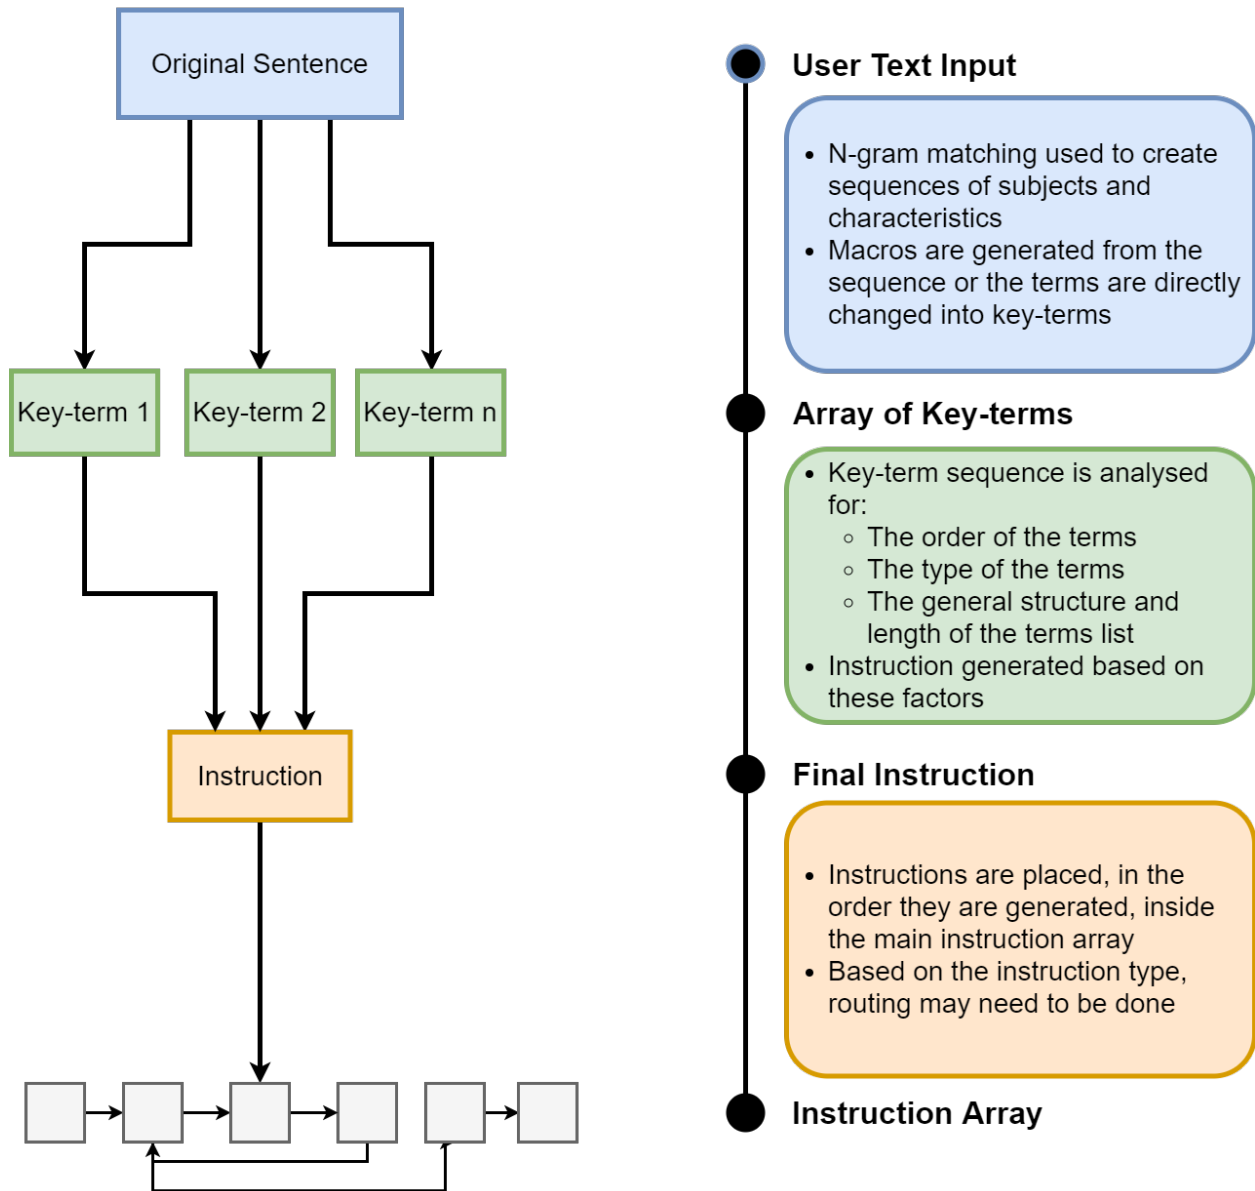 Original Sentence
Key-term 1
Key-term 2
Key-term n
Instruction
User Text Input
• N-gram matching used to create
sequences of subjects and
characteristics
• Macros are generated from the
sequence or the terms are directly
changed into key-terms
Array of Key-terms
• Key-term sequence is analysed
for:
◦ The order of the terms
◦ The type of the terms
◦ The general structure and
length of the terms list
• Instruction generated based on
these factors
Final Instruction
• Instructions are placed, in the
order they are generated, inside
the main instruction array
• Based on the instruction type,
routing may need to be done
Instruction Array